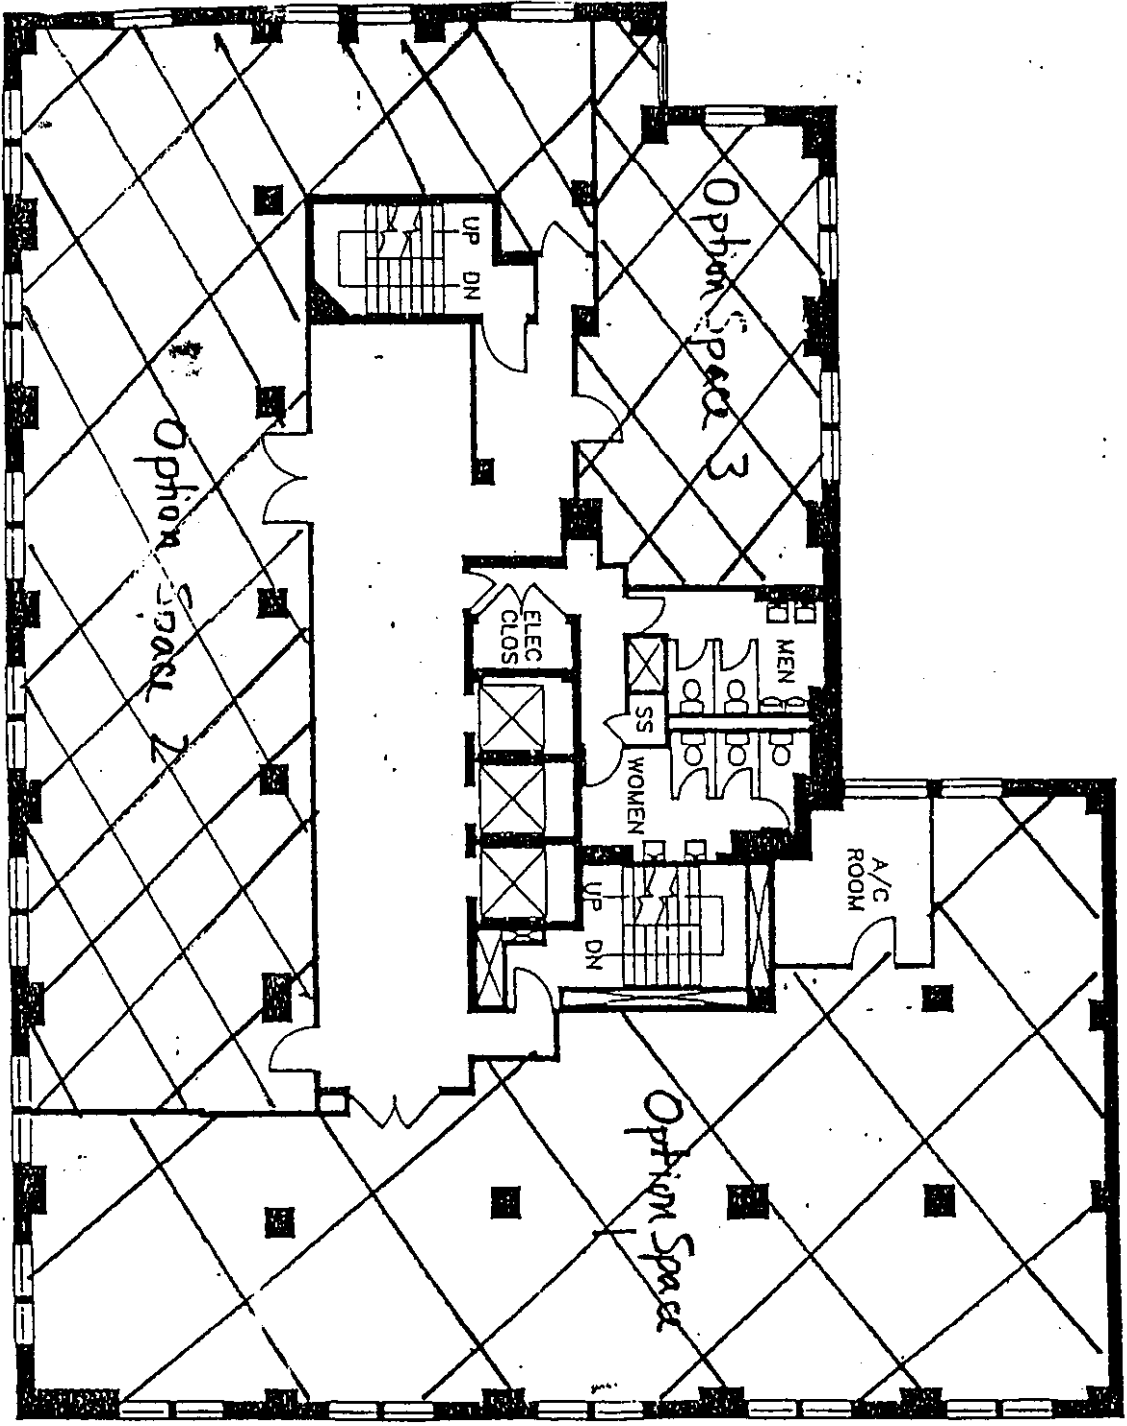 A/C
ROOM
MEN
Option Space 3
Option Space
1
SS
WOMEN
UP DN
ELEC
CLOS
UP DN
Option Space 2